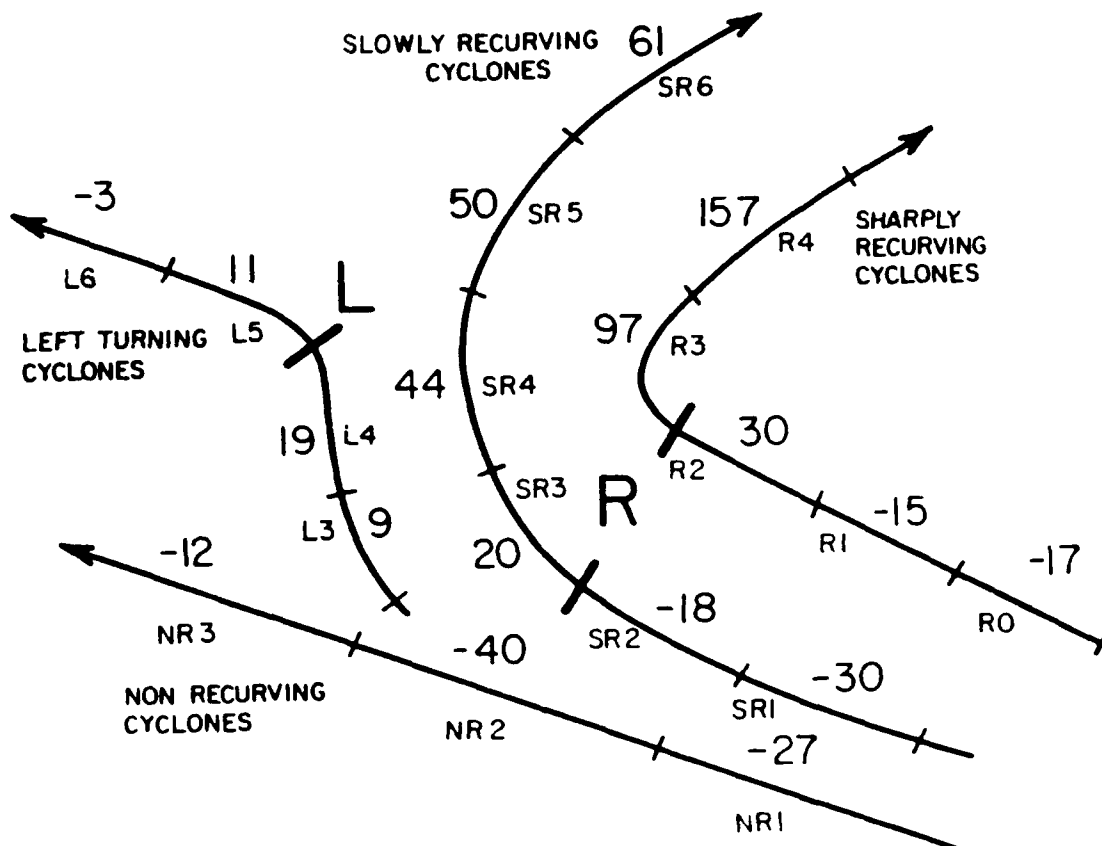 SLOWLY RECURVING
CYCLONES
61
SR6
-3
50
SR5
157
R4
SHARPLY
RECURVING
CYCLONES
L6
11
L
L5
LEFT TURNING
CYCLONES
97
R3
44
SR4
19
L4
30
R2
SR3
R
L3
9
-15
R1
-12
20
-17
R0
NR3
-40
-18
SR2
NON RECURVING
CYCLONES
-30
SR1
NR2
-27
NR1